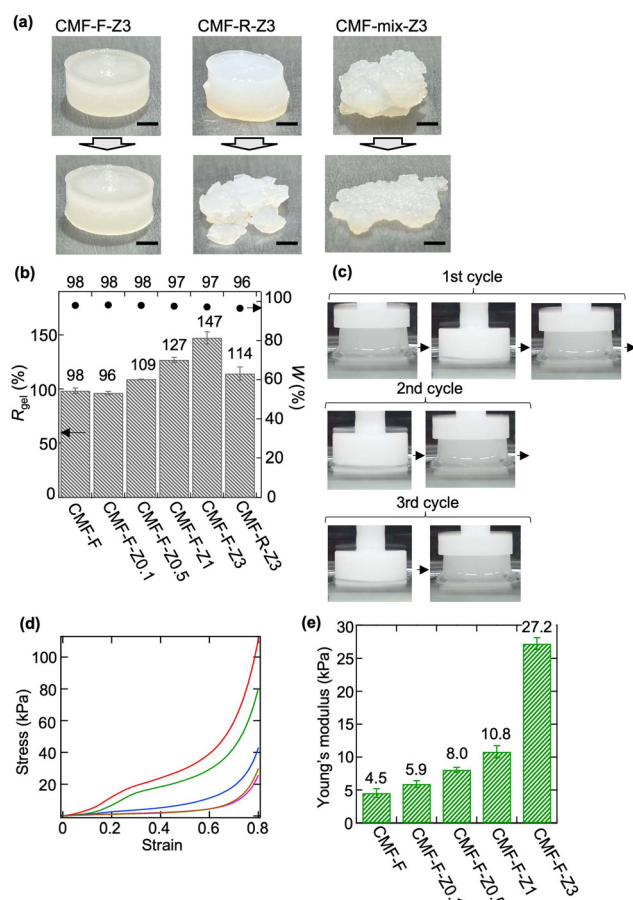 (a)
CMF-F-Z3
CMF-R-Z3
CMF-mix-Z3
(b)
98 98 98 97 97 96
98 96 109 127 147 114
150
100
50
0
R_gel (%)
100
80
60
40
20
0
W (%)
CMF-F
CMF-F-Z0.1
CMF-F-Z0.5
CMF-F-Z1
CMF-F-Z3
CMF-R-Z3
(c)
1st cycle
2nd cycle
3rd cycle
(d)
100
80
60
40
20
Stress (kPa)
0 0.2 0.4 0.6 0.8
Strain
(e)
30
25
20
15
10
5
0
Young's modulus (kPa)
4.5 5.9 8.0 10.8 27.2
CMF-F
CMF-F-Z0.
CMF-F-Z0.
CMF-F-Z1
CMF-F-Z3